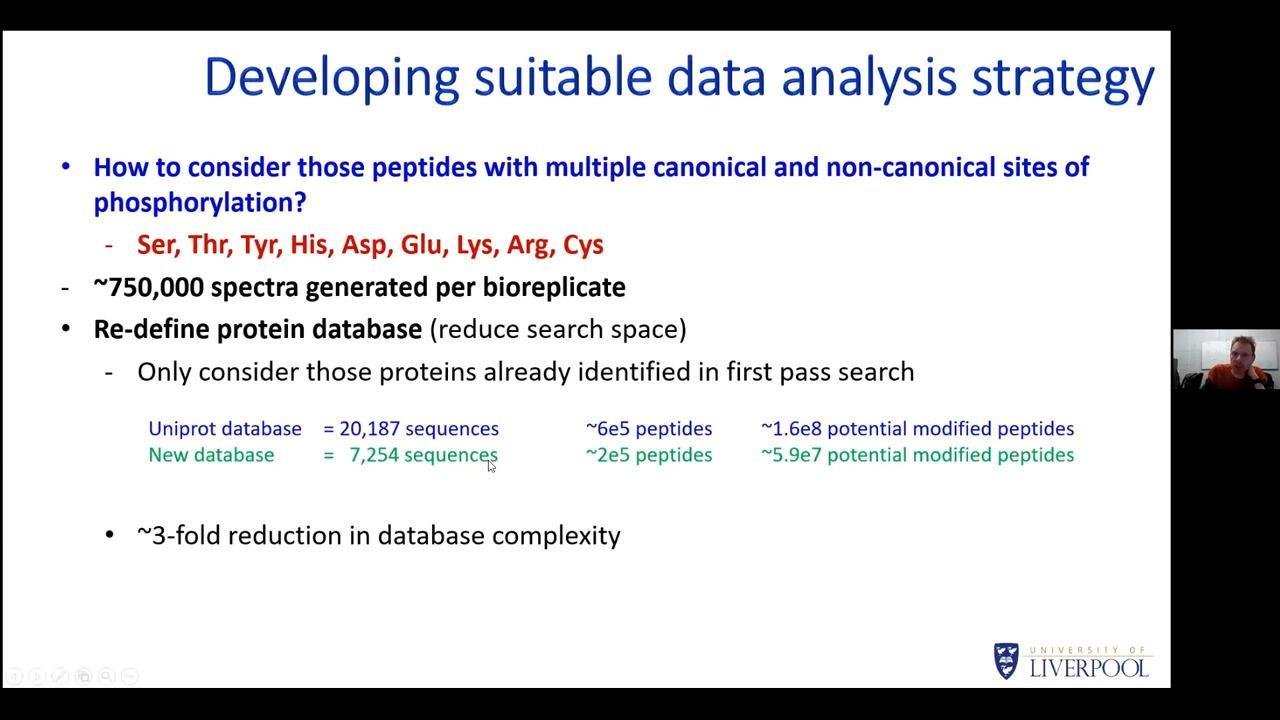 Developing suitable data analysis strategy
• How to consider those peptides with multiple canonical and non-canonical sites of
phosphorylation?
- Ser, Thr, Tyr, His, Asp, Glu, Lys, Arg, Cys
- ~750,000 spectra generated per bioreplicate
• Re-define protein database (reduce search space)
- Only consider those proteins already identified in first pass search
Uniprot database = 20,187 sequences ~6e5 peptides ~1.6e8 potential modified peptides
New database = 7,254 sequences ~2e5 peptides ~5.9e7 potential modified peptides
• ~3-fold reduction in database complexity
UNIVERSITY OF
LIVERPOOL